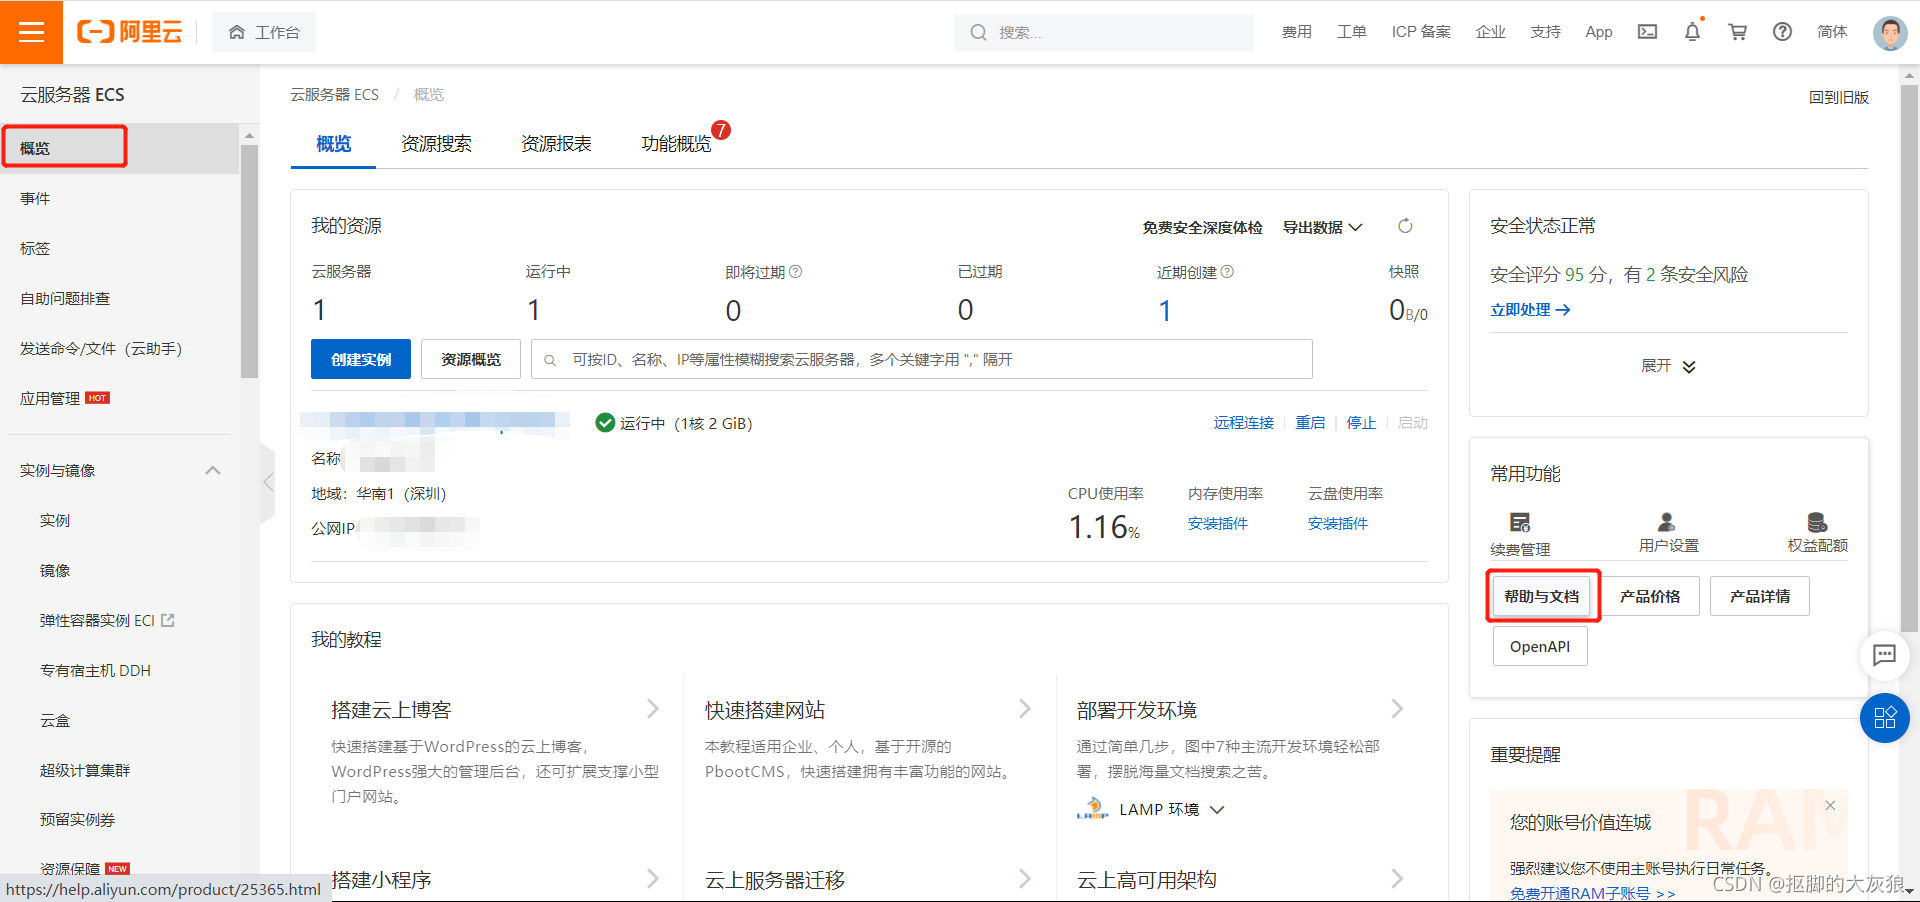 阿里云
工作台
搜索...
费用
工单
ICP 备案
企业
支持
App
简体
云服务器 ECS
概览
事件
标签
自助问题排查
发送命令/文件（云助手）
应用管理 HOT
实例与镜像
实例
镜像
弹性容器实例 ECI
专有宿主机 DDH
云盒
超级计算集群
预留实例券
资源保障 NEW
https://help.aliyun.com/product/25365.html
云服务器 ECS / 概览
回到旧版
概览
资源搜索
资源报表
功能概览 7
我的资源
免费安全深度体检
导出数据
云服务器
运行中
即将过期
已过期
近期创建
快照
1
1
0
0
1
0B/0
创建实例
资源概览
可按ID、名称、IP等属性模糊搜索云服务器，多个关键字用 "," 隔开
运行中（1核 2 GiB）
远程连接
重启
停止
启动
名称
地域：华南1（深圳）
公网IP
CPU使用率
内存使用率
云盘使用率
1.16%
安装插件
安装插件
我的教程
搭建云上博客
快速搭建基于WordPress的云上博客，
WordPress强大的管理后台，还可扩展支撑小型
门户网站。
快速搭建网站
本教程适用企业、个人，基于开源的
PbootCMS，快速搭建拥有丰富功能的网站。
部署开发环境
通过简单几步，图中7种主流开发环境轻松部
署，摆脱海量文档搜索之苦。
LAMP
LAMP 环境
搭建小程序
云上服务器迁移
云上高可用架构
安全状态正常
安全评分 95 分，有 2 条安全风险
立即处理
展开
常用功能
续费管理
用户设置
权益配额
帮助与文档
产品价格
产品详情
OpenAPI
重要提醒
RAM
您的账号价值连城
强烈建议您不使用主账号执行日常任务。
免费开通RAM子账号 >>
CSDN @抠脚的大灰狼